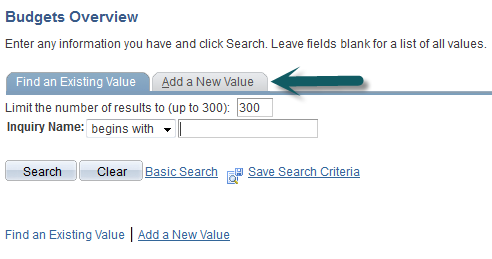 Budgets Overview
Enter any information you have and click Search. Leave fields blank for a list of all values.
Find an Existing Value Add a New Value
Limit the number of results to (up to 300): 300
Inquiry Name: begins with
Search Clear Basic Search Save Search Criteria
Find an Existing Value | Add a New Value